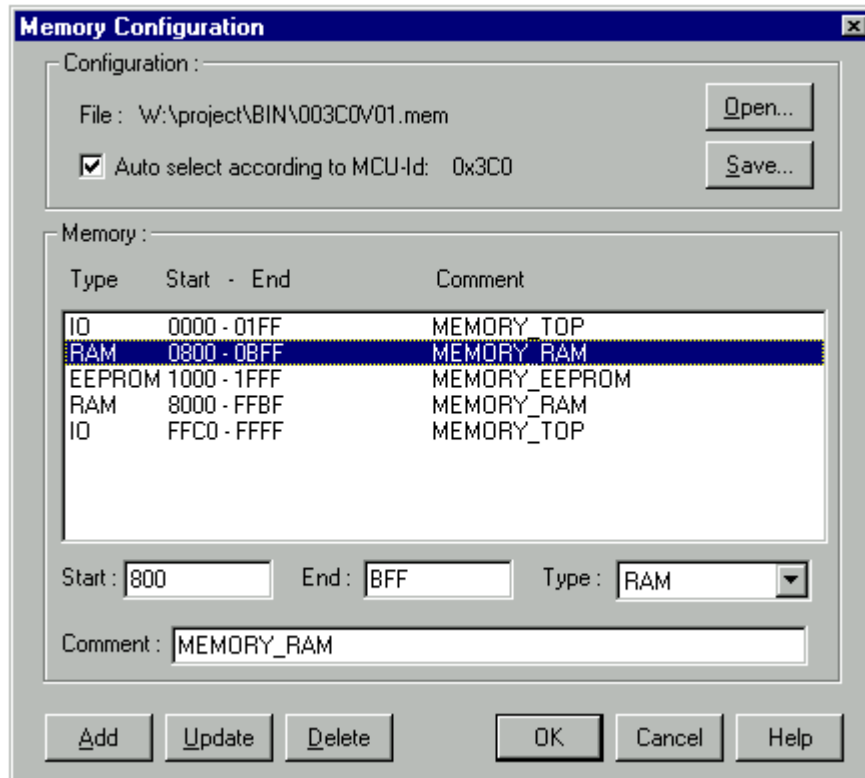 Memory Configuration
Configuration :
File : W:\project\BIN\003C0V01.mem
Open...
Auto select according to MCU-Id: 0x3C0
Save...
Memory :
Type Start - End Comment
IO 0000 - 01FF MEMORY_TOP
RAM 0800 - 0BFF MEMORY_RAM
EEPROM 1000 - 1FFF MEMORY_EEPROM
RAM 8000 - FFBF MEMORY_RAM
IO FFC0 - FFFF MEMORY_TOP
Start : 800 End : BFF Type : RAM
Comment : MEMORY_RAM
Add Update Delete OK Cancel Help